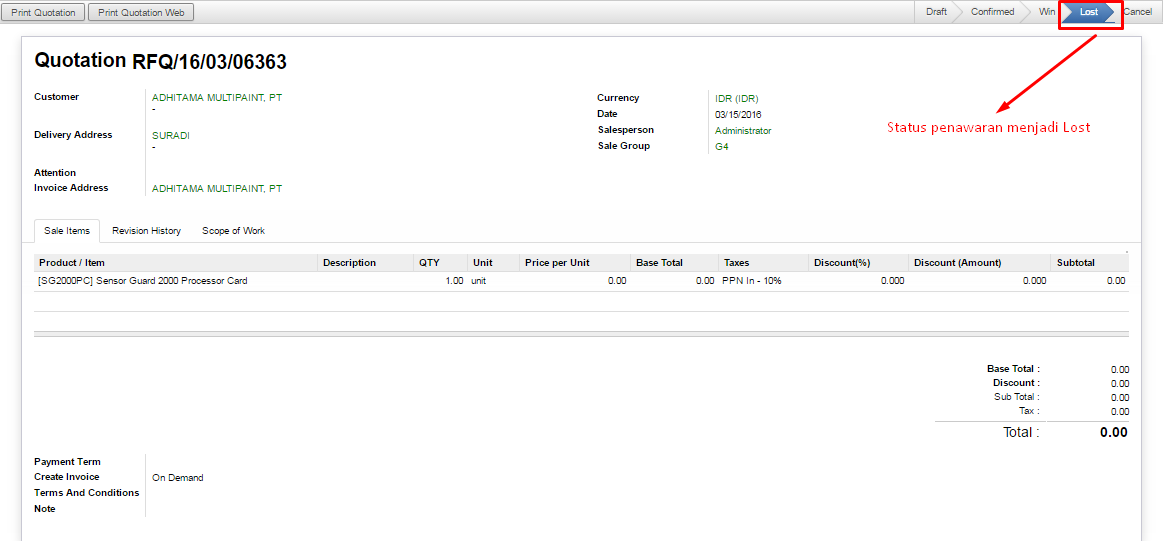 Print Quotation Print Quotation Web Draft Confirmed Win Lost Cancel
Quotation RFQ/16/03/06363
Customer ADHITAMA MULTIPAINT, PT Currency IDR (IDR)
- Date 03/15/2016
Status penawaran menjadi Lost
Salesperson Administrator
Delivery Address SURADI
- Sale Group G4
Attention
Invoice Address ADHITAMA MULTIPAINT, PT
Sale Items Revision History Scope of Work
Product / Item Description QTY Unit Price per Unit Base Total Taxes Discount(%) Discount (Amount) Subtotal
[SG2000PC] Sensor Guard 2000 Processor Card 1.00 unit 0.00 0.00 PPN In - 10% 0.000 0.000 0.00
Base Total : 0.00
Discount : 0.00
Sub Total : 0.00
Tax : 0.00
Total : 0.00
Payment Term
Create Invoice On Demand
Terms And Conditions
Note